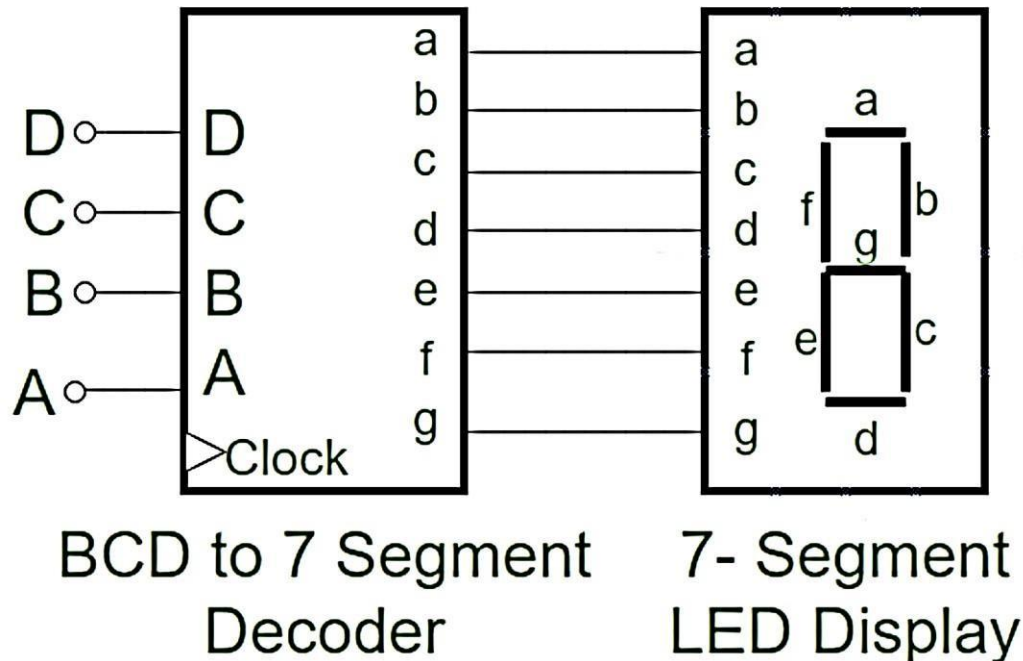 a a
b b a
D D
c c
C C f b
d d g
B B
e e e c
A A f f
g g d
Clock
BCD to 7 Segment 7- Segment
Decoder LED Display